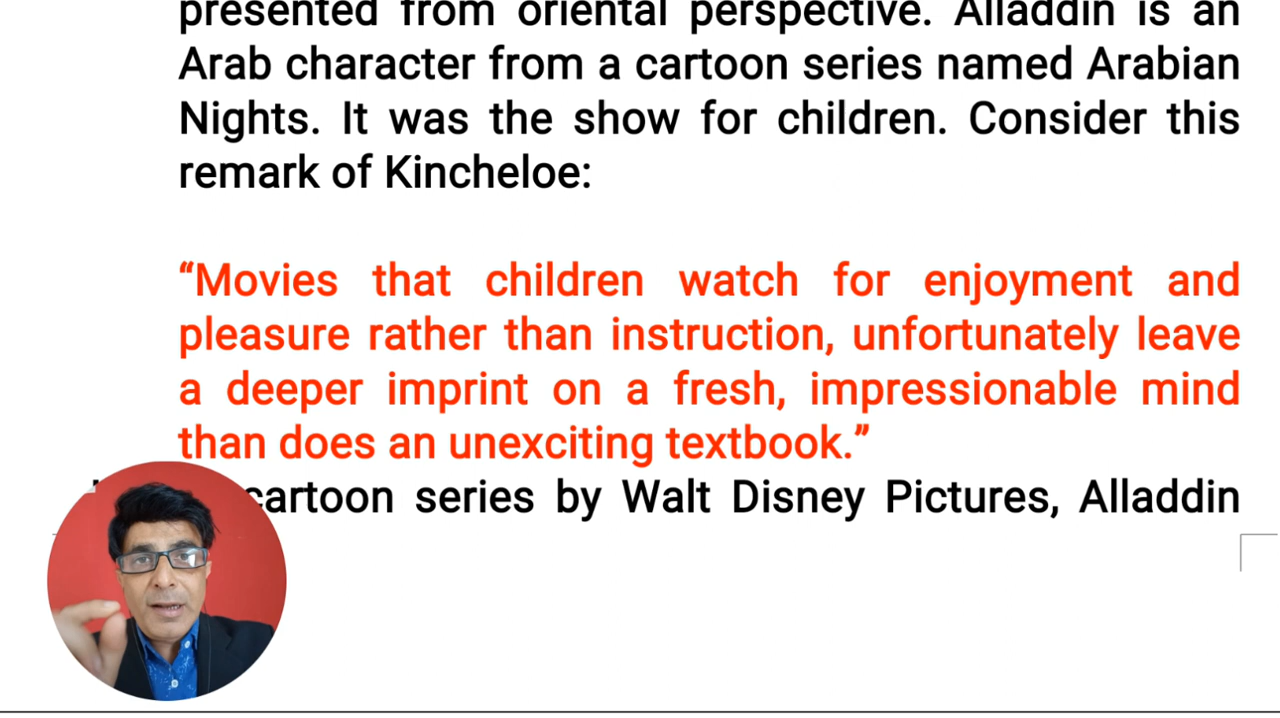 presented from oriental perspective. Alladdin is an
Arab character from a cartoon series named Arabian
Nights. It was the show for children. Consider this
remark of Kincheloe:
“Movies that children watch for enjoyment and
pleasure rather than instruction, unfortunately leave
a deeper imprint on a fresh, impressionable mind
than does an unexciting textbook.”
cartoon series by Walt Disney Pictures, Alladdin